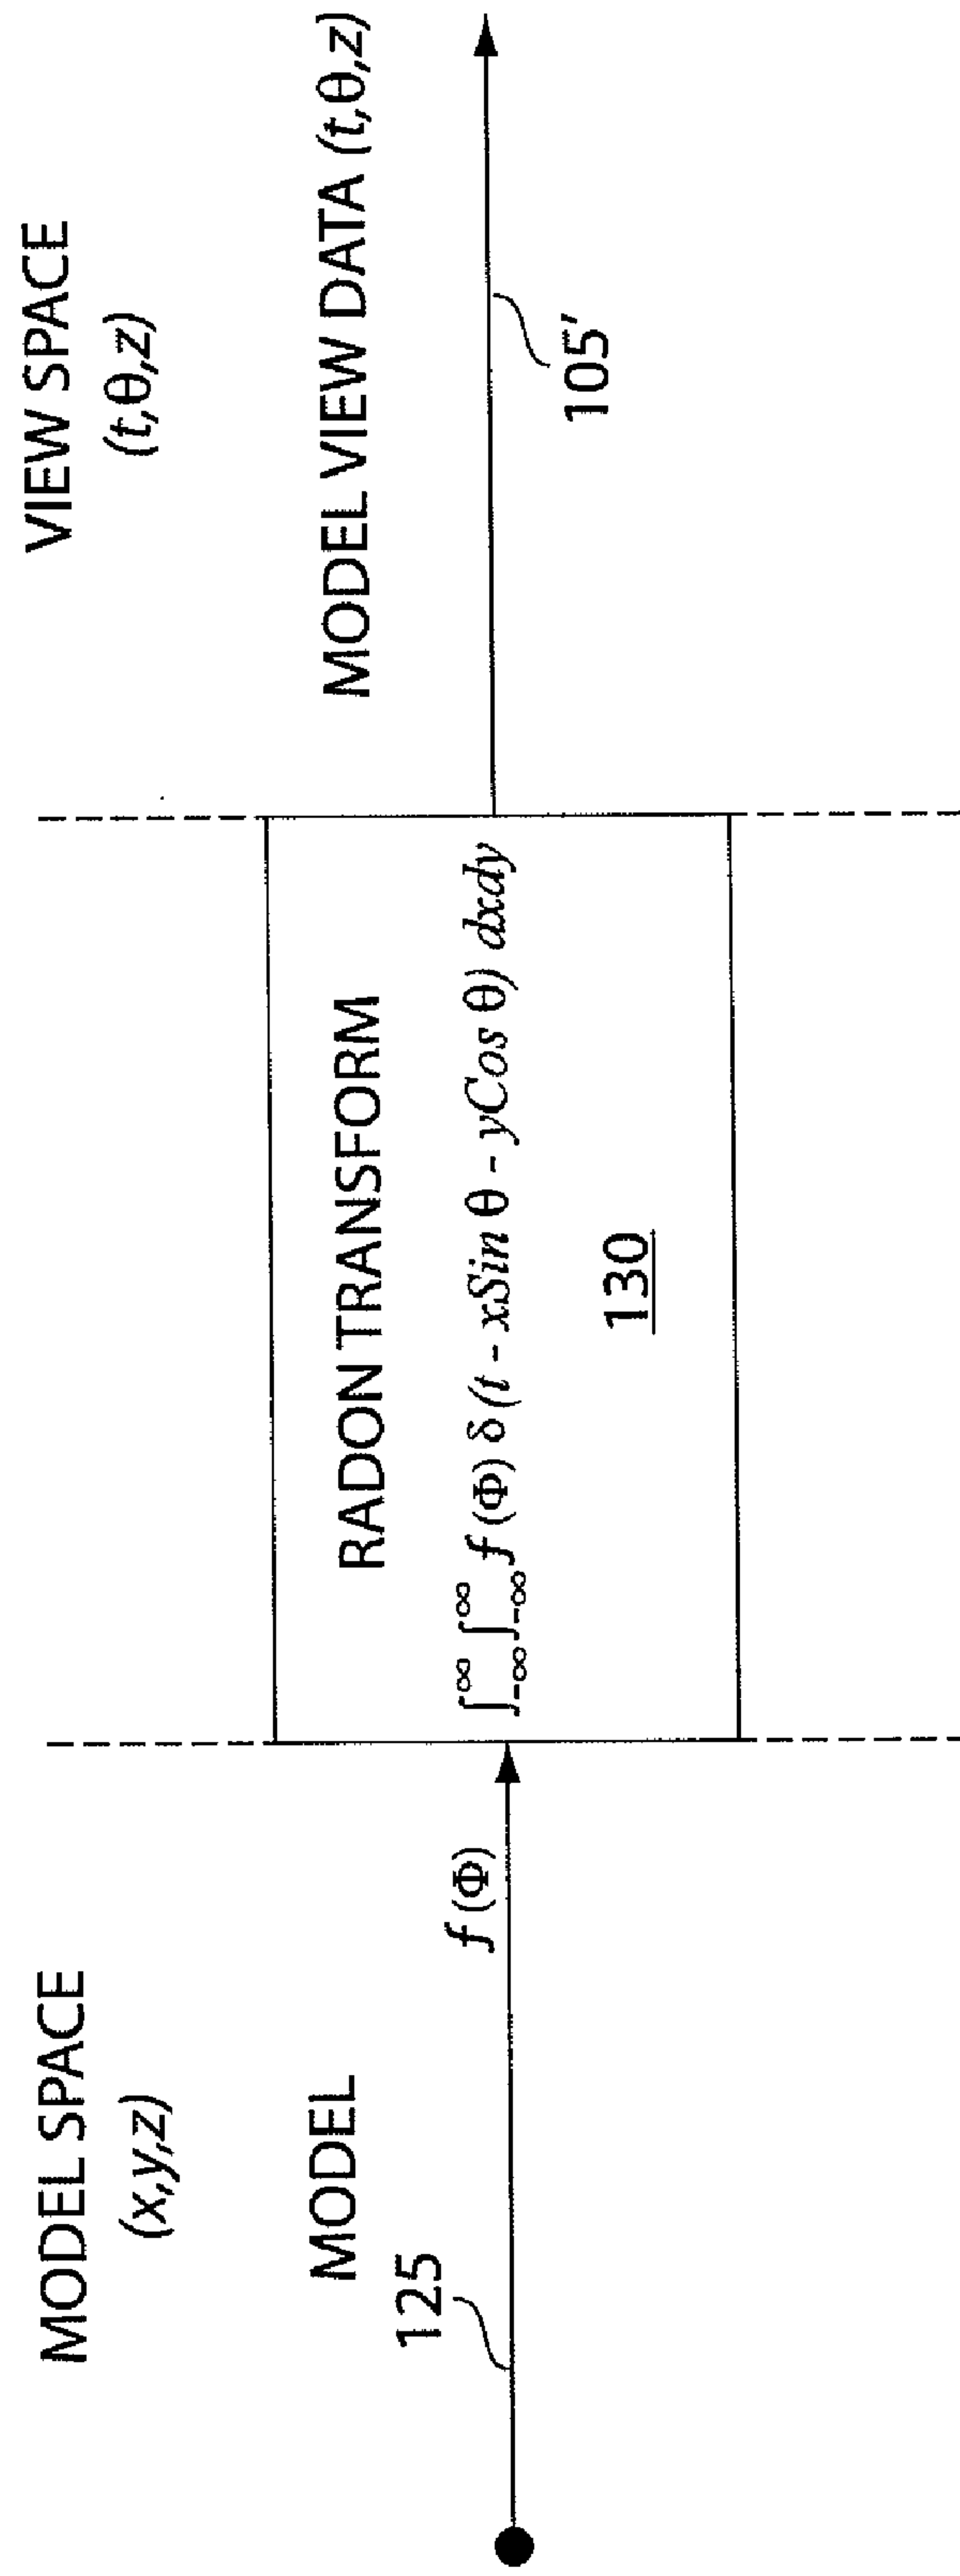 MODEL SPACE
(x,y,z)
MODEL
125
f (Φ)
RADON TRANSFORM
∫_{-∞}^{∞} ∫_{-∞}^{∞} f (Φ) δ (t - xSin θ - yCos θ) dxdy
130
VIEW SPACE
(t,θ,z)
MODEL VIEW DATA (t,θ,z)
105′